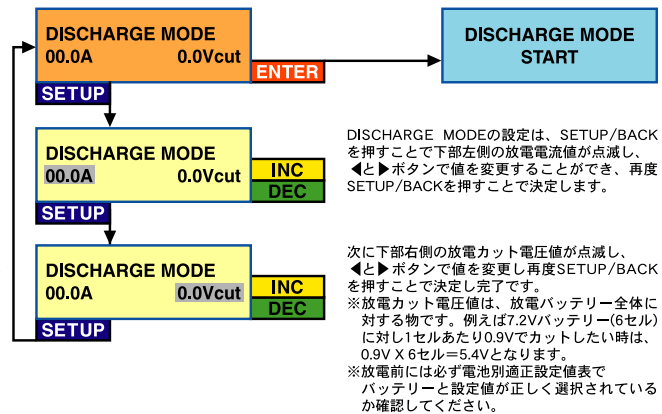 DISCHARGE MODE
00.0A 0.0Vcut
ENTER
SETUP
DISCHARGE MODE
START
DISCHARGE MODE
00.0A 0.0Vcut
INC
DEC
SETUP
DISCHARGE MODEの設定は、SETUP/BACK
を押すことで下部左側の放電電流値が点滅し、
◀と▶ボタンで値を変更することができ、再度
SETUP/BACKを押すことで決定します。
DISCHARGE MODE
00.0A 0.0Vcut
INC
DEC
SETUP
次に下部右側の放電カット電圧値が点滅し、
◀と▶ボタンで値を変更し再度SETUP/BACK
を押すことで決定し完了です。
※放電カット電圧値は、放電バッテリー全体に
対する物です。例えば7.2Vバッテリー(6セル)
に対し1セルあたり0.9Vでカットしたい時は、
0.9V X 6セル＝5.4Vとなります。
※放電前には必ず電池別適正設定値表で
バッテリーと設定値が正しく選択されている
か確認してください。